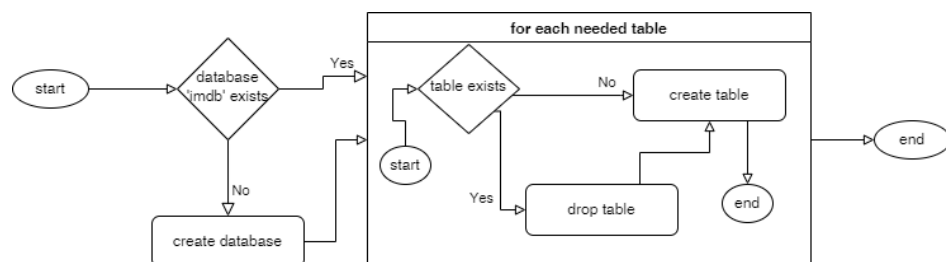 for each needed table
start
database
'imdb' exists
Yes
No
create database
table exists
start
No
Yes
create table
drop table
end
end